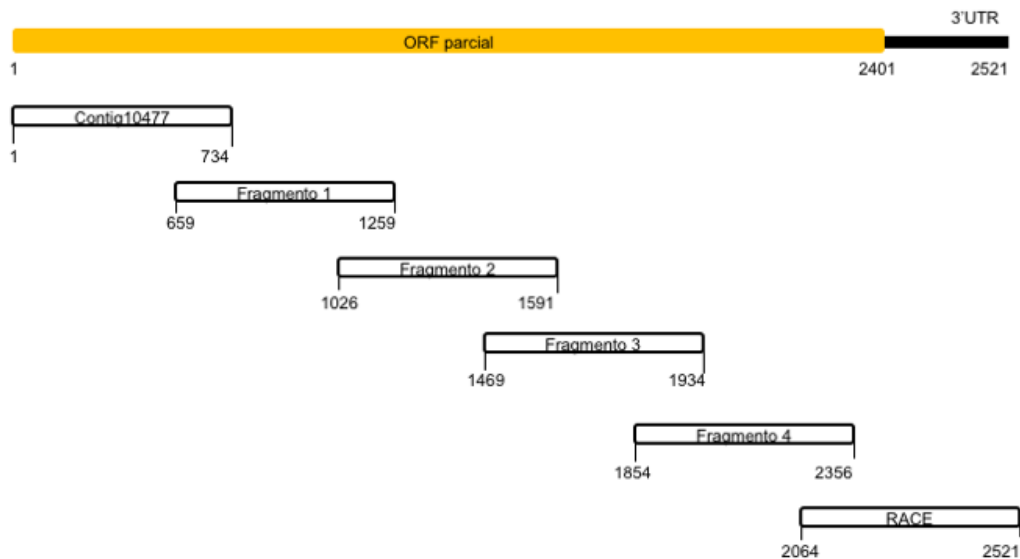 3'UTR
ORF parcial
1 2401 2521
Contig10477
1 734
Fragmento 1
659 1259
Fragmento 2
1026 1591
Fragmento 3
1469 1934
Fragmento 4
1854 2356
RACE
2064 2521